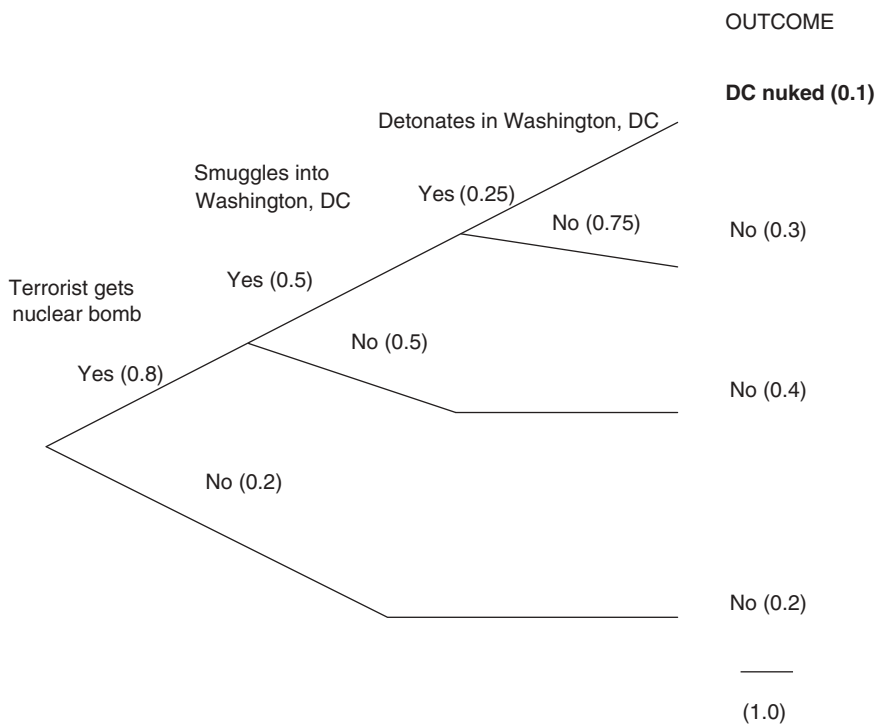 OUTCOME
DC nuked (0.1)
Detonates in Washington, DC
Smuggles into
Washington, DC
Yes (0.25)
No (0.75)
No (0.3)
Terrorist gets
nuclear bomb
Yes (0.5)
No (0.5)
Yes (0.8)
No (0.4)
No (0.2)
No (0.2)
(1.0)